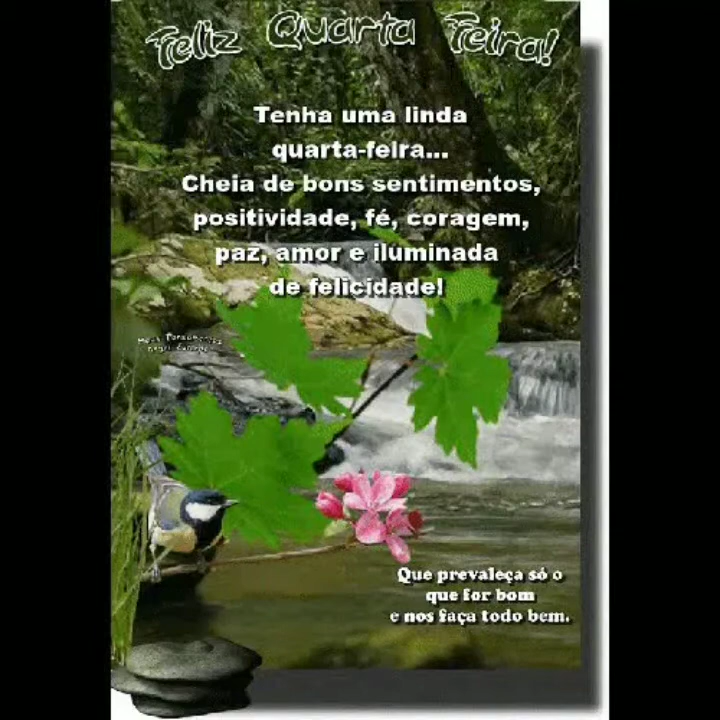 Feliz Quarta Feira!
Tenha uma linda
quarta-feira...
Cheia de bons sentimentos,
positividade, fé, coragem,
paz, amor e iluminada
de felicidade!
Que prevaleça só o
que for bom
e nos faça todo bem.